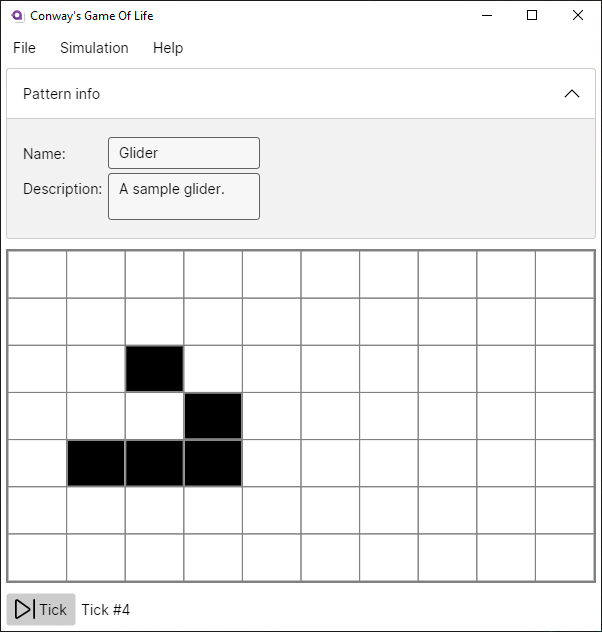 Conway's Game Of Life
File Simulation Help
Pattern info
Name: Glider
Description: A sample glider.
Tick Tick #4